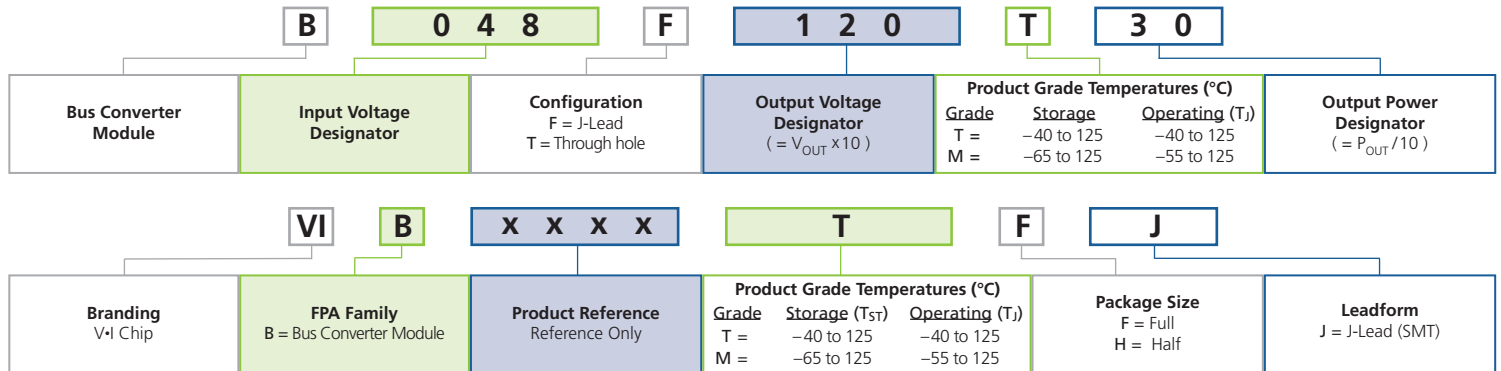 B 0 4 8 F 1 2 0 T 3 0
Bus Converter
Module
Input Voltage
Designator
Configuration
F = J-Lead
T = Through hole
Output Voltage
Designator
( = VOUT x10 )
Product Grade Temperatures (°C)
Grade Storage Operating (TJ)
T = –40 to 125 –40 to 125
M = –65 to 125 –55 to 125
Output Power
Designator
( = POUT /10 )
VI B x x x x T F J
Branding
V•I Chip
FPA Family
B = Bus Converter Module
Product Reference
Reference Only
Product Grade Temperatures (°C)
Grade Storage (TST) Operating (TJ)
T = –40 to 125 –40 to 125
M = –65 to 125 –55 to 125
Package Size
F = Full
H = Half
Leadform
J = J-Lead (SMT)